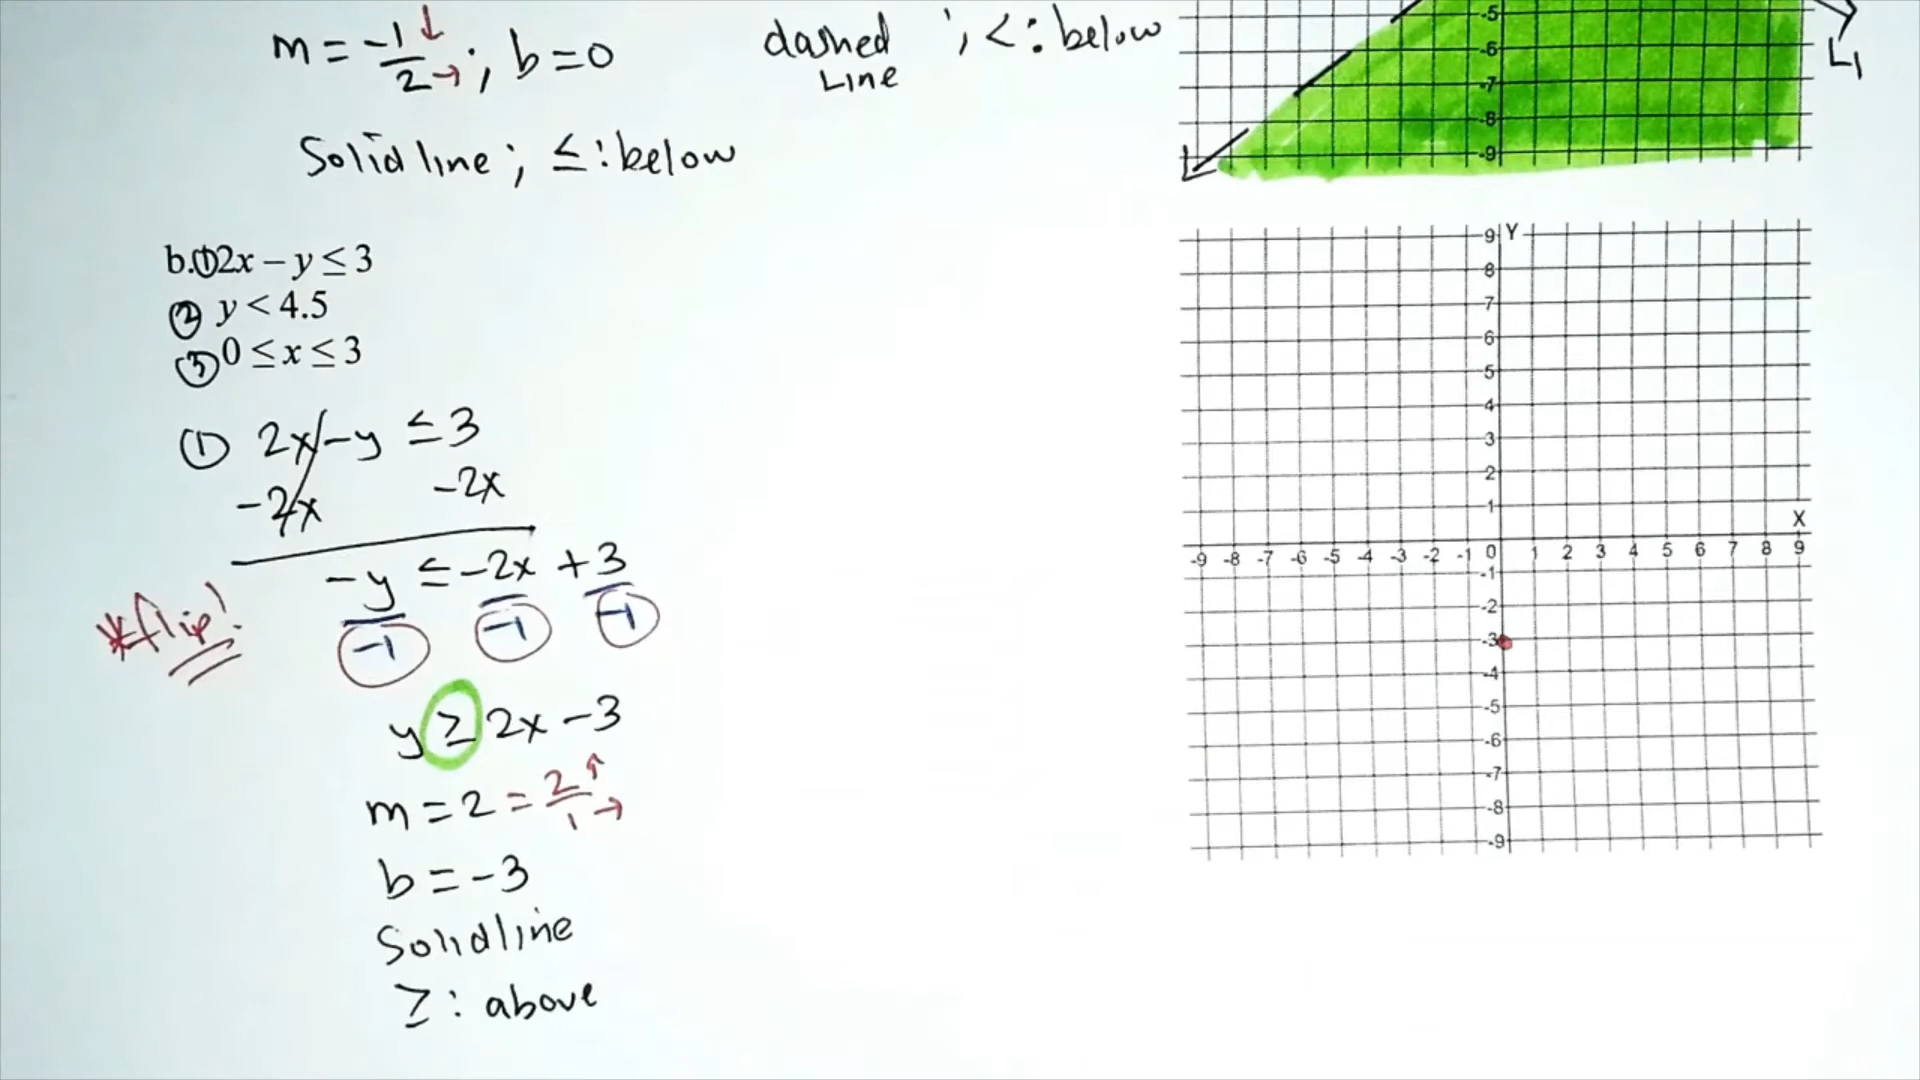 m = -1/2 ↓ → ; b = 0
Solid line ; ≤ : below
dashed ; < : below
Line
-5
-6
-7
-8
-9
L1
b.① 2x – y ≤ 3
② y < 4.5
③ 0 ≤ x ≤ 3
① 2x - y ≤ 3
-2x -2x
-y ≤ -2x + 3
-1 -1 -1
*flip!
y ≥ 2x - 3
m = 2 = 2/1 ↑ →
b = -3
Solid line
≥ : above
9 Y
8
7
6
5
4
3
2
1
X
-9 -8 -7 -6 -5 -4 -3 -2 -1 0 1 2 3 4 5 6 7 8 9
-1
-2
-3
-4
-5
-6
-7
-8
-9